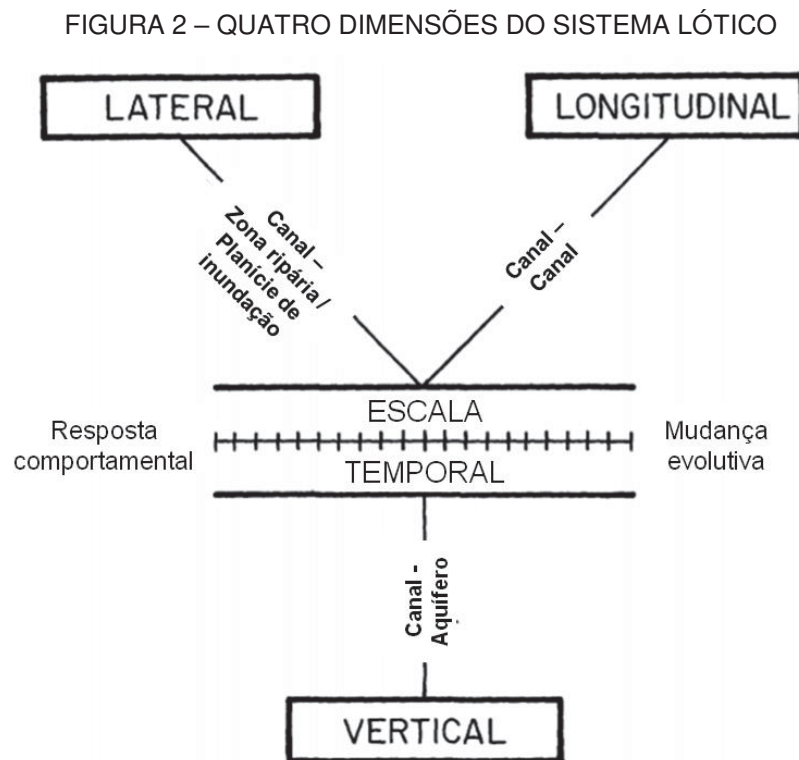 FIGURA 2 – QUATRO DIMENSÕES DO SISTEMA LÓTICO
LATERAL
LONGITUDINAL
Canal –
Zona ripária /
Planície de
inundação
Canal –
Canal
Resposta
comportamental
ESCALA
TEMPORAL
Mudança
evolutiva
Canal -
Aquífero
VERTICAL